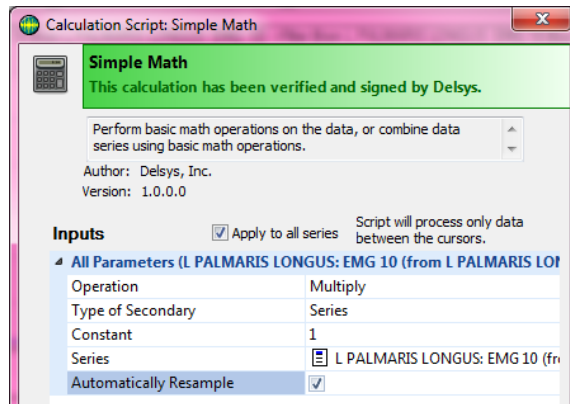 Calculation Script: Simple Math
Simple Math
This calculation has been verified and signed by Delsys.
Perform basic math operations on the data, or combine data
series using basic math operations.
Author: Delsys, Inc.
Version: 1.0.0.0
Inputs
Apply to all series
Script will process only data
between the cursors.
All Parameters (L PALMARIS LONGUS: EMG 10 (from L PALMARIS LON
Operation Multiply
Type of Secondary Series
Constant 1
Series L PALMARIS LONGUS: EMG 10 (fr
Automatically Resample